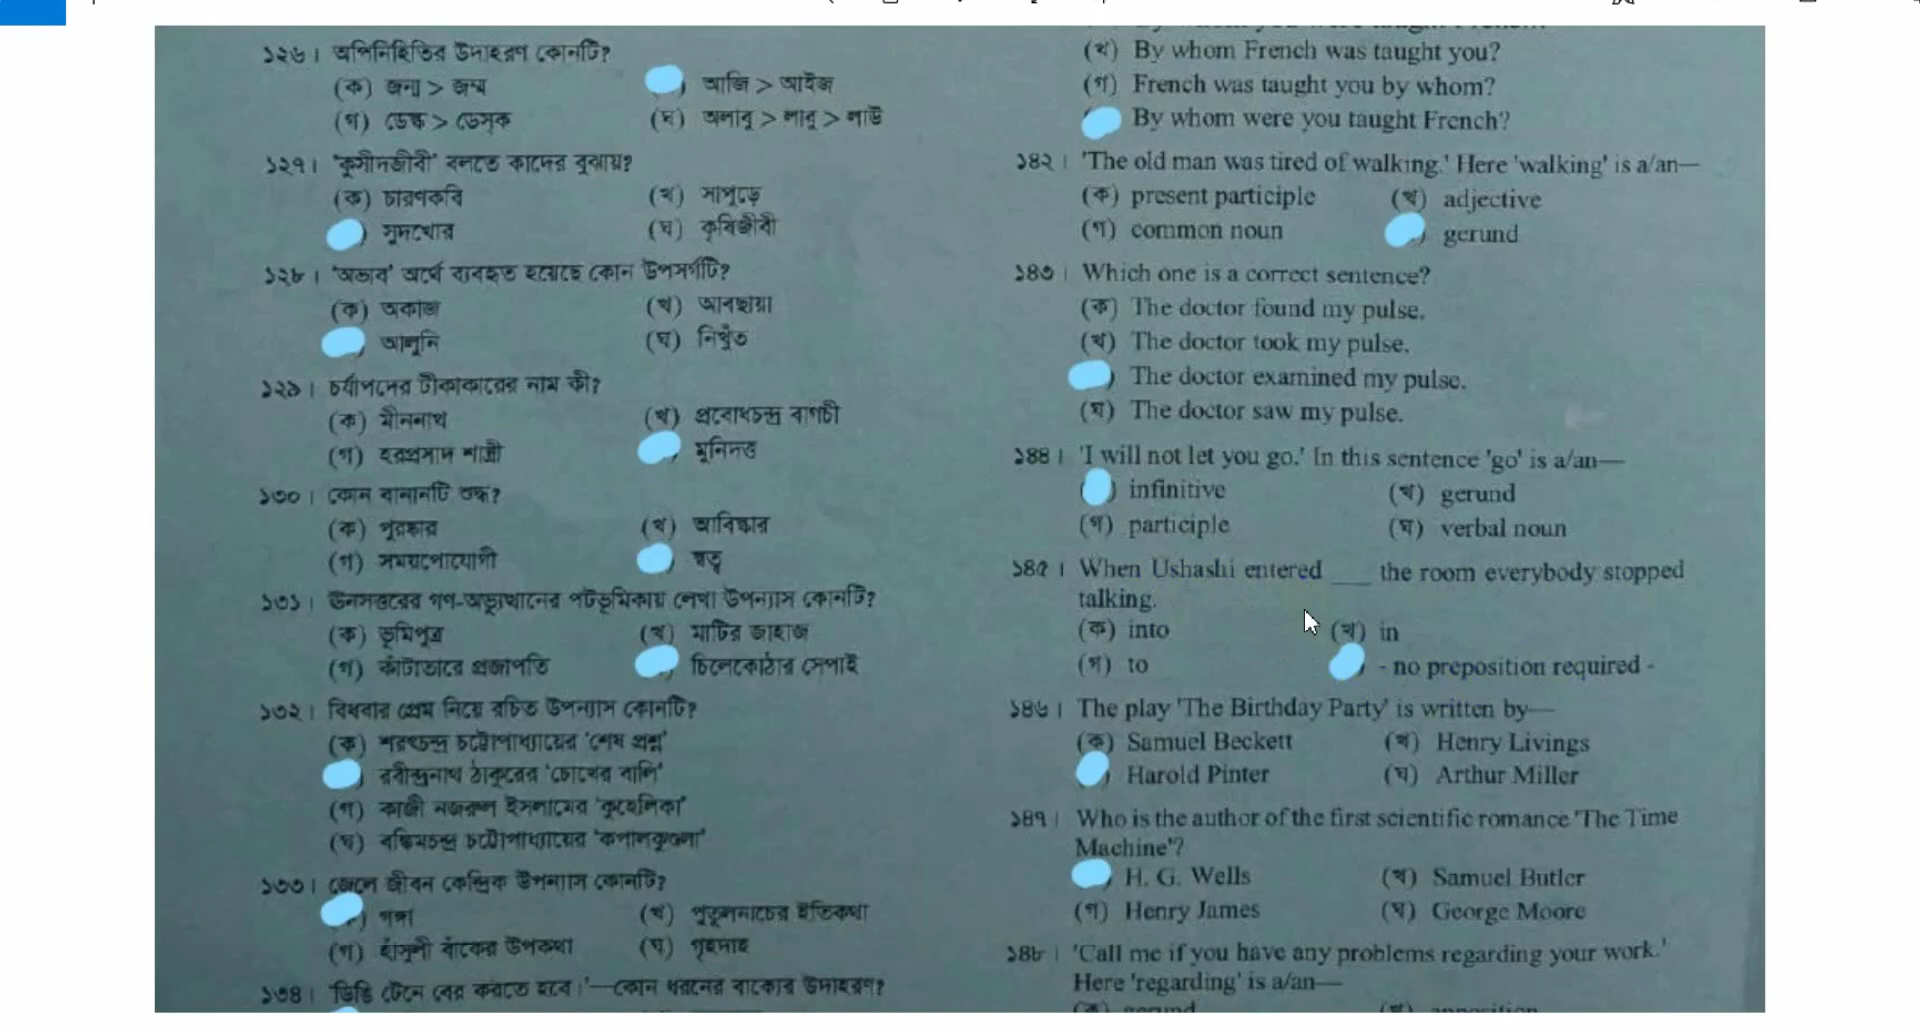 ১২৬। অপিনিহিতির উদাহরণ কোনটি?
(ক) জন্ম > জম্ম
আজি > আইজ
(গ) ডেস্ক > ডেস্ক
(ঘ) অলাবু > লাবু > লাউ
১২৭। 'কুসীদজীবী' বলতে কাদের বুঝায়?
(ক) চারণকবি
(খ) সাপুড়ে
সুদখোর
(ঘ) কৃষিজীবী
১২৮। 'অভাব' অর্থে ব্যবহৃত হয়েছে কোন উপসর্গটি?
(ক) অকাজ
(খ) আবছায়া
আলুনি
(ঘ) নিখুঁত
১২৯। চর্যাপদের টীকাকারের নাম কী?
(ক) মীননাথ
(খ) প্রবোধচন্দ্র বাগচী
(গ) হরপ্রসাদ শাস্ত্রী
মুনিদত্ত
১৩০। কোন বানানটি শুদ্ধ?
(ক) পুরষ্কার
(খ) আবিস্কার
(গ) সময়পোযোগী
স্বত্ব
১৩১। ঊনসত্তরের গণ-অভ্যুত্থানের পটভূমিকায় লেখা উপন্যাস কোনটি?
(ক) ভূমিপুত্র
(খ) মাটির জাহাজ
(গ) কাঁটাতারে প্রজাপতি
চিলেকোঠার সেপাই
১৩২। বিধবার প্রেম নিয়ে রচিত উপন্যাস কোনটি?
(ক) শরৎচন্দ্র চট্টোপাধ্যায়ের 'শেষ প্রশ্ন'
রবীন্দ্রনাথ ঠাকুরের 'চোখের বালি'
(গ) কাজী নজরুল ইসলামের 'কুহেলিকা'
(ঘ) বঙ্কিমচন্দ্র চট্টোপাধ্যায়ের 'কপালকুণ্ডলা'
১৩৩। জেলে জীবন কেন্দ্রিক উপন্যাস কোনটি?
গঙ্গা
(খ) পুতুলনাচের ইতিকথা
(গ) হাঁসুলী বাঁকের উপকথা
(ঘ) গৃহদাহ
১৩৪। 'ডিঙি টেনে বের করতে হবে।'—কোন ধরনের বাক্যের উদাহরণ?
(খ) By whom French was taught you?
(গ) French was taught you by whom?
By whom were you taught French?
১৪২। 'The old man was tired of walking.' Here 'walking' is a/an—
(ক) present participle
(খ) adjective
(গ) common noun
gerund
১৪৩। Which one is a correct sentence?
(ক) The doctor found my pulse.
(খ) The doctor took my pulse.
The doctor examined my pulse.
(ঘ) The doctor saw my pulse.
১৪৪। 'I will not let you go.' In this sentence 'go' is a/an—
infinitive
(খ) gerund
(গ) participle
(ঘ) verbal noun
১৪৫। When Ushashi entered ___ the room everybody stopped
talking.
(ক) into
(খ) in
(গ) to
- no preposition required -
১৪৬। The play 'The Birthday Party' is written by—
(ক) Samuel Beckett
(খ) Henry Livings
Harold Pinter
(ঘ) Arthur Miller
১৪৭। Who is the author of the first scientific romance 'The Time
Machine'?
H. G. Wells
(খ) Samuel Butler
(গ) Henry James
(ঘ) George Moore
১৪৮। 'Call me if you have any problems regarding your work.'
Here 'regarding' is a/an—
(ক) gerund
(খ) apposition